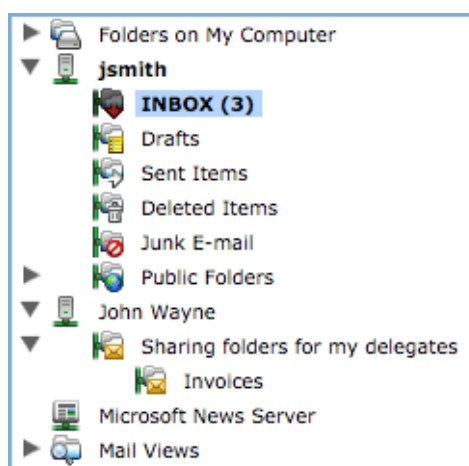 Folders on My Computer
jsmith
INBOX (3)
Drafts
Sent Items
Deleted Items
Junk E-mail
Public Folders
John Wayne
Sharing folders for my delegates
Invoices
Microsoft News Server
Mail Views